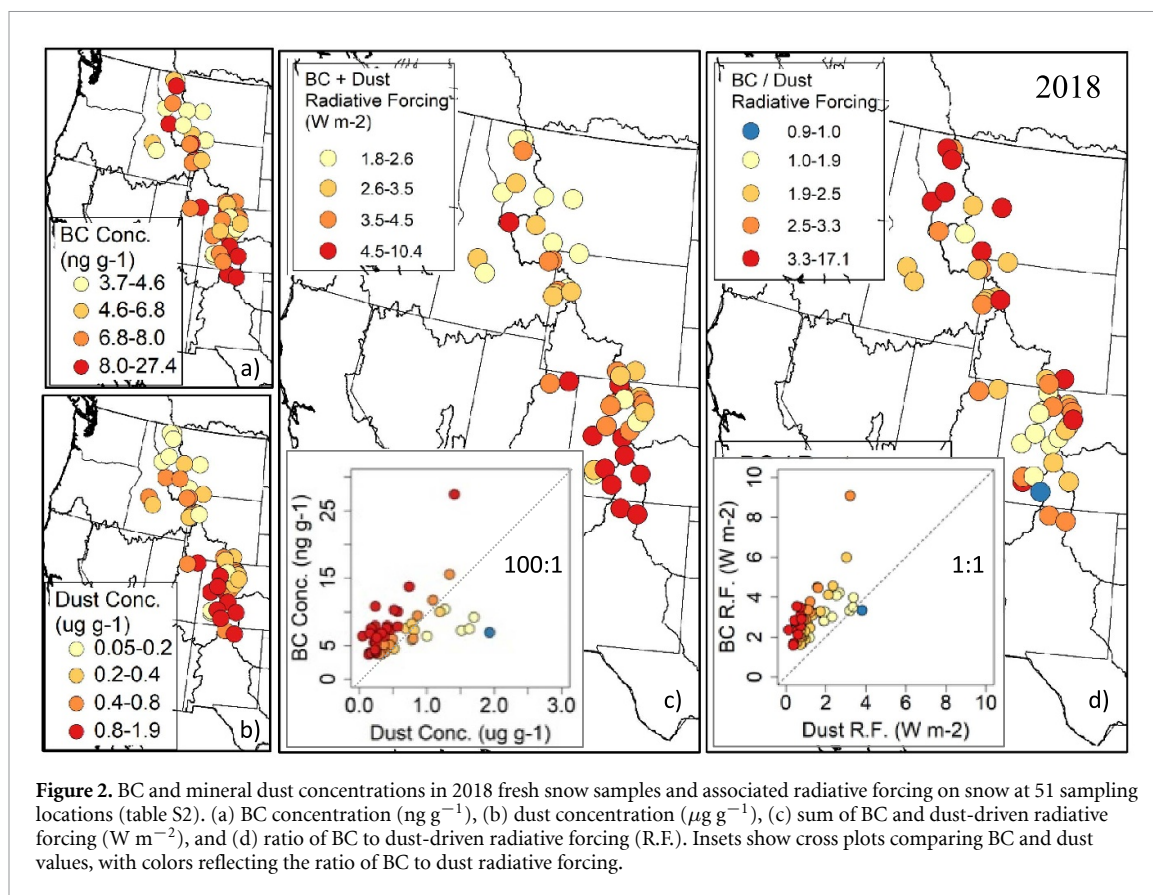 BC Conc.
(ng g-1)
3.7-4.6
4.6-6.8
6.8-8.0
8.0-27.4
a)
Dust Conc.
(ug g-1)
0.05-0.2
0.2-0.4
0.4-0.8
0.8-1.9
b)
BC + Dust
Radiative Forcing
(W m-2)
1.8-2.6
2.6-3.5
3.5-4.5
4.5-10.4
BC Conc. (ng g-1)
25
15
5
0
100:1
0.0
1.0
2.0
3.0
Dust Conc. (ug g-1)
c)
BC / Dust
Radiative Forcing
0.9-1.0
1.0-1.9
1.9-2.5
2.5-3.3
3.3-17.1
2018
BC R.F. (W m-2)
10
8
6
4
2
0
1:1
0 2 4 6 8 10
Dust R.F. (W m-2)
d)
Figure 2. BC and mineral dust concentrations in 2018 fresh snow samples and associated radiative forcing on snow at 51 sampling
locations (table S2). (a) BC concentration (ng g−1), (b) dust concentration (μg g−1), (c) sum of BC and dust-driven radiative
forcing (W m−2), and (d) ratio of BC to dust-driven radiative forcing (R.F.). Insets show cross plots comparing BC and dust
values, with colors reflecting the ratio of BC to dust radiative forcing.